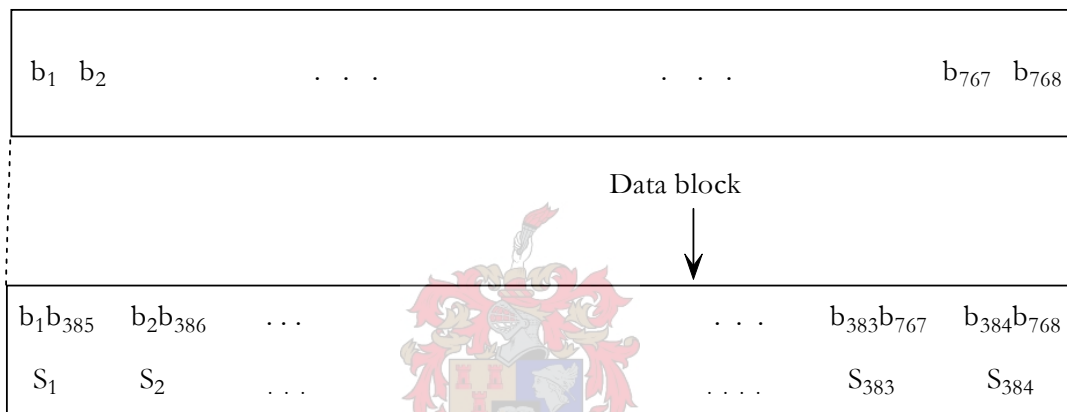 b₁ b₂ . . . . . . b₇₆₇ b₇₆₈
Data block
b₁b₃₈₅ b₂b₃₈₆ . . . . . . b₃₈₃b₇₆₇ b₃₈₄b₇₆₈
S₁ S₂ . . . . . . . S₃₈₃ S₃₈₄